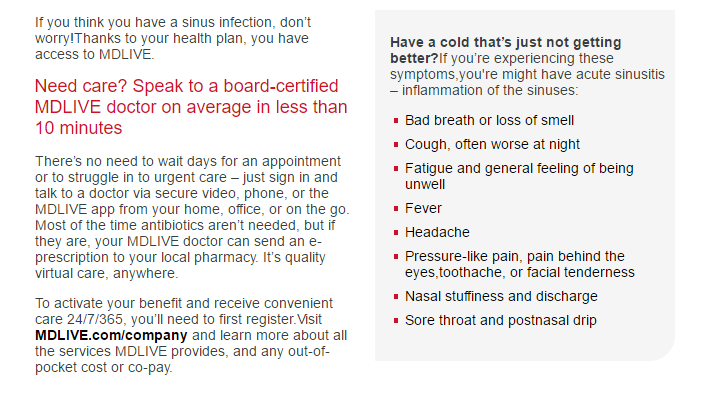 If you think you have a sinus infection, don't
worry!Thanks to your health plan, you have
access to MDLIVE.
Need care? Speak to a board-certified
MDLIVE doctor on average in less than
10 minutes
There's no need to wait days for an appointment
or to struggle in to urgent care – just sign in and
talk to a doctor via secure video, phone, or the
MDLIVE app from your home, office, or on the go.
Most of the time antibiotics aren't needed, but if
they are, your MDLIVE doctor can send an e-
prescription to your local pharmacy. It's quality
virtual care, anywhere.
To activate your benefit and receive convenient
care 24/7/365, you'll need to first register.Visit
MDLIVE.com/company and learn more about all
the services MDLIVE provides, and any out-of-
pocket cost or co-pay.
Have a cold that's just not getting
better?If you're experiencing these
symptoms,you're might have acute sinusitis
– inflammation of the sinuses:
Bad breath or loss of smell
Cough, often worse at night
Fatigue and general feeling of being
unwell
Fever
Headache
Pressure-like pain, pain behind the
eyes,toothache, or facial tenderness
Nasal stuffiness and discharge
Sore throat and postnasal drip